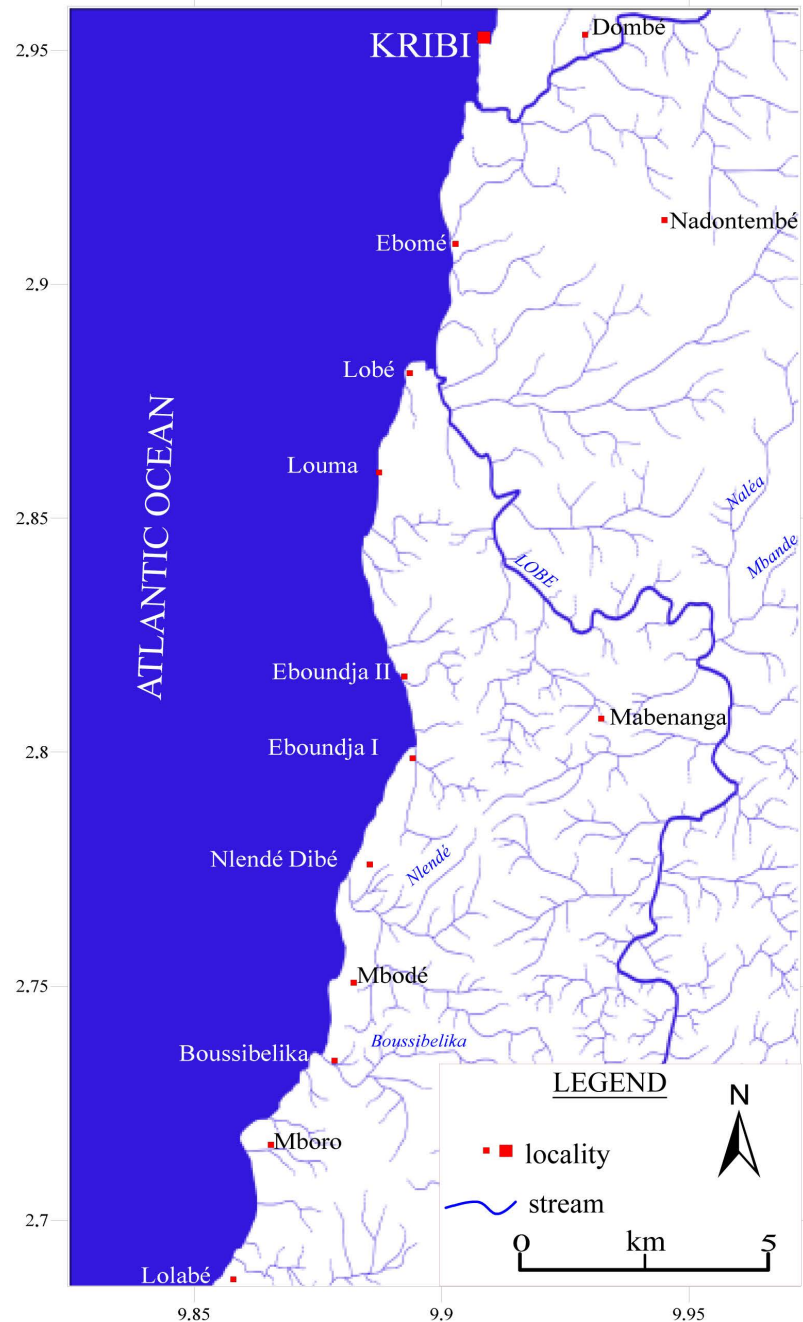 2.95
KRIBI
Dombé
Nadontembé
Ebomé
2.9
Lobé
Louma
ATLANTIC OCEAN
Naléa
2.85
Mbande
LOBE
Eboundja II
Mabenanga
Eboundja I
2.8
Nlendé Dibé
Nlendé
2.75
Mbodé
Boussibelika
Boussibelika
LEGEND
N
Mboro
locality
stream
2.7
0 km 5
Lolabé
9.85 9.9 9.95